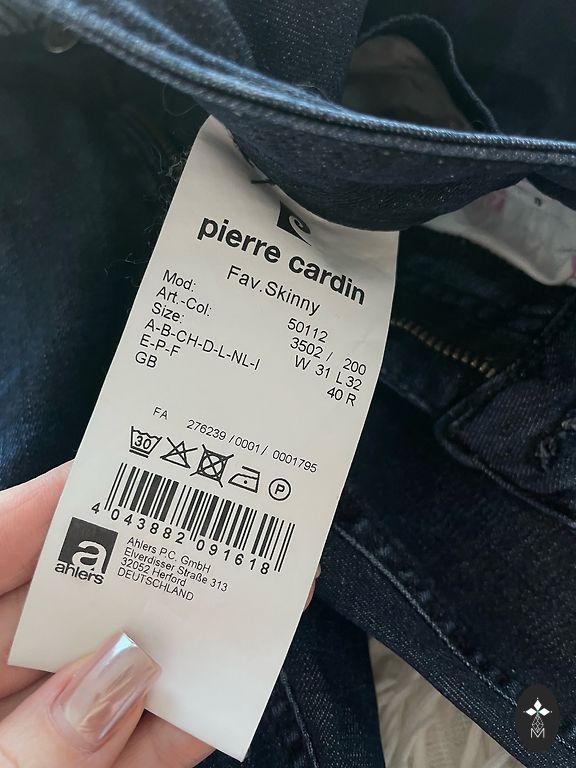 pierre cardin
Fav.Skinny
Mod: 50112
Art.-Col: 3502 / 200
Size: W 31 L32
A-B-CH-D-L-NL-I 40 R
E-P-F
GB
FA 276239 /0001/ 0001795
30 P
4 043882 091618
a
ahlers
Ahlers P.C. GmbH
Elverdisser Straße 313
32052 Herford
DEUTSCHLAND
M